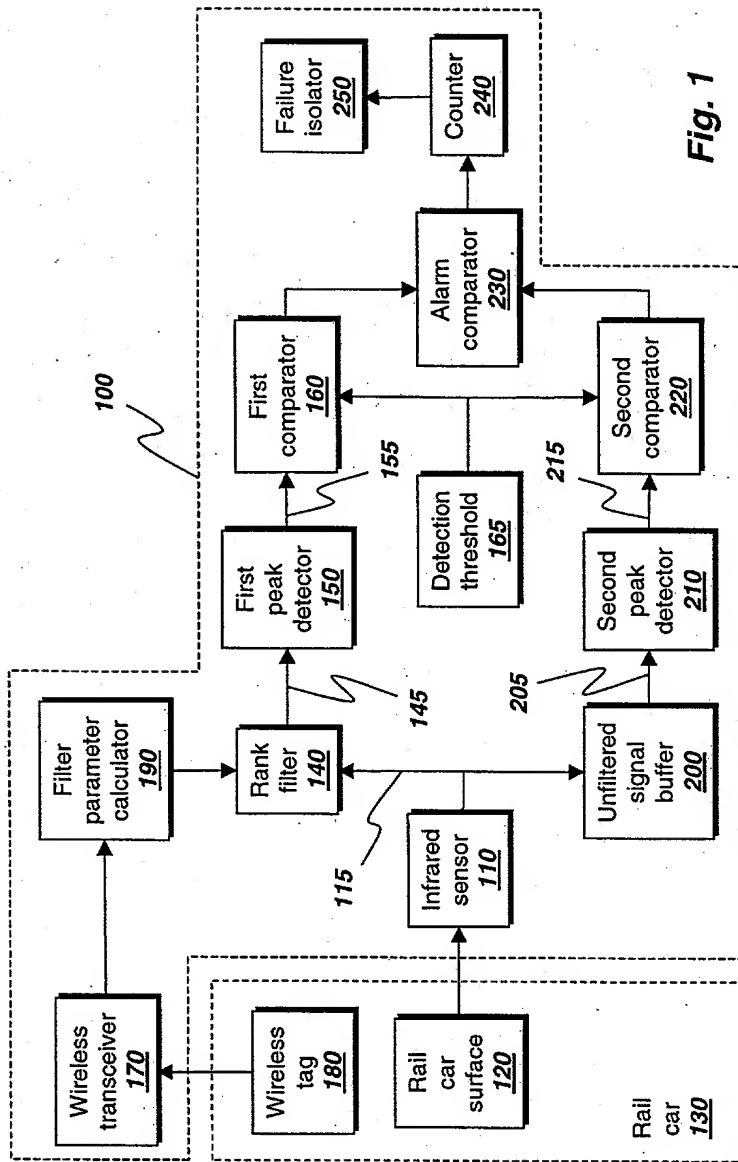 100
Wireless
transceiver
170
Filter
parameter
calculator
190
Wireless
tag
180
Rail
car
surface
120
Rail
car
130
Infrared
sensor
110
115
Rank
filter
140
145
First
peak
detector
150
155
First
comparator
160
Detection
threshold
165
Unfiltered
signal
buffer
200
205
Second
peak
detector
210
215
Second
comparator
220
Alarm
comparator
230
Counter
240
Failure
isolator
250
Fig. 1